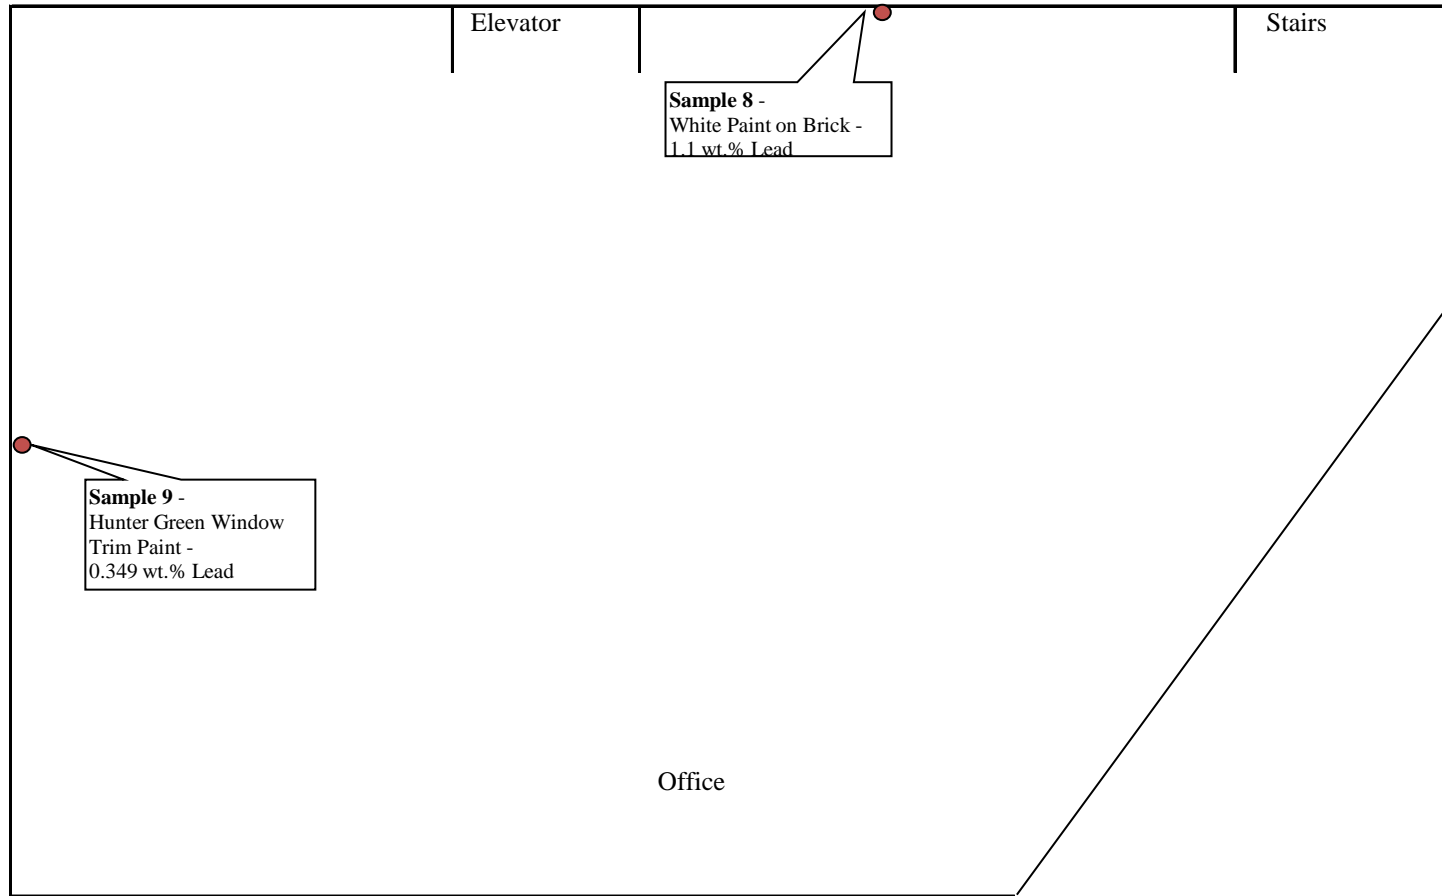 Elevator
Stairs
Sample 8 -
White Paint on Brick -
1.1 wt.% Lead
Sample 9 -
Hunter Green Window
Trim Paint -
0.349 wt.% Lead
Office